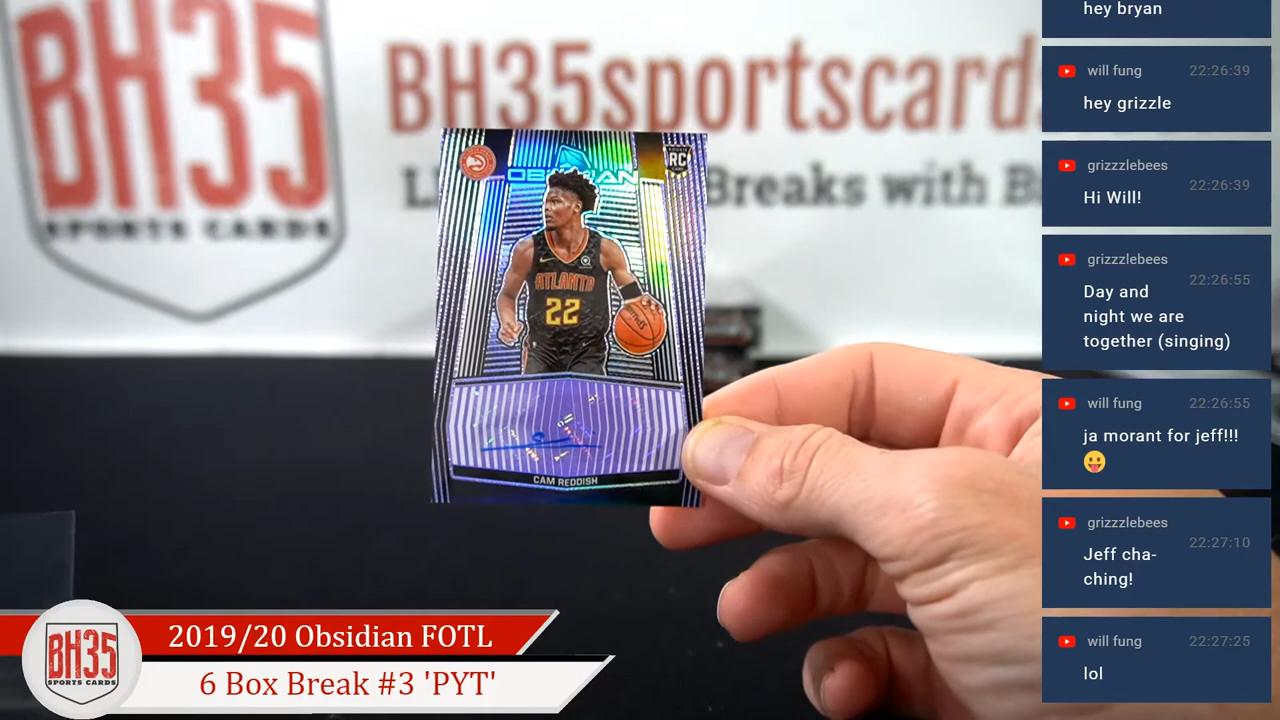 BH35
SPORTS CARDS
BH35sportscard
Breaks with B
RC
OBSIDIAN
ATLANTA
22
CAM REDDISH
2019/20 Obsidian FOTL
6 Box Break #3 'PYT'
BH35
SPORTS CARDS
hey bryan
will fung 22:26:39
hey grizzle
grizzzlebees
22:26:39
Hi Will!
grizzzlebees
22:26:55
Day and
night we are
together (singing)
will fung 22:26:55
ja morant for jeff!!!
😛
grizzzlebees
22:27:10
Jeff cha-
ching!
will fung 22:27:25
lol